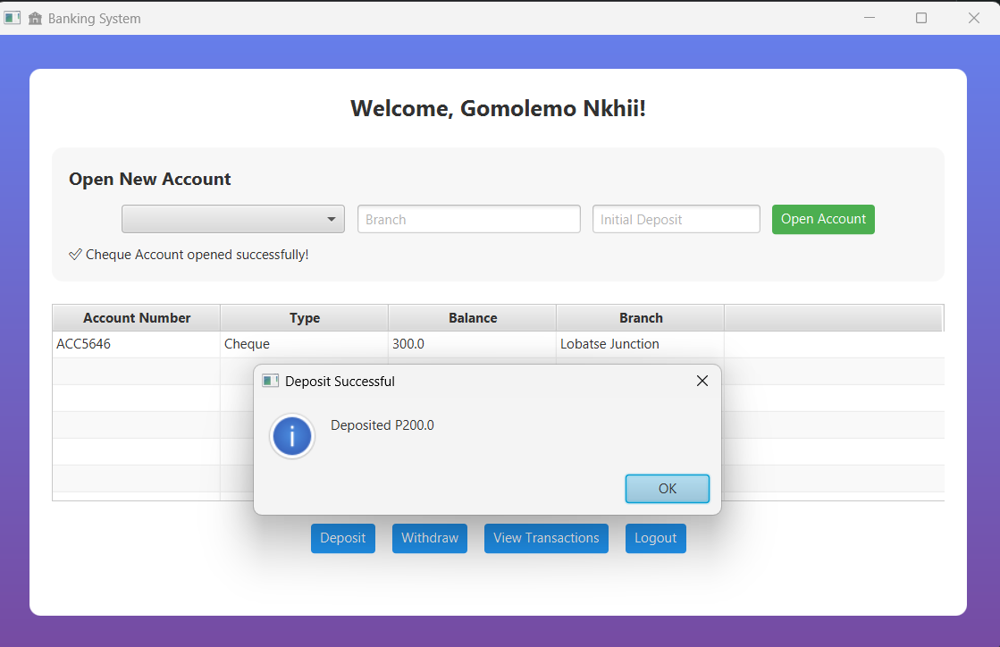 Banking System
Welcome, Gomolemo Nkhii!
Open New Account
Branch Initial Deposit Open Account
✓ Cheque Account opened successfully!
Account Number Type Balance Branch
ACC5646 Cheque 300.0 Lobatse Junction
Deposit Successful
Deposited P200.0
OK
Deposit Withdraw View Transactions Logout